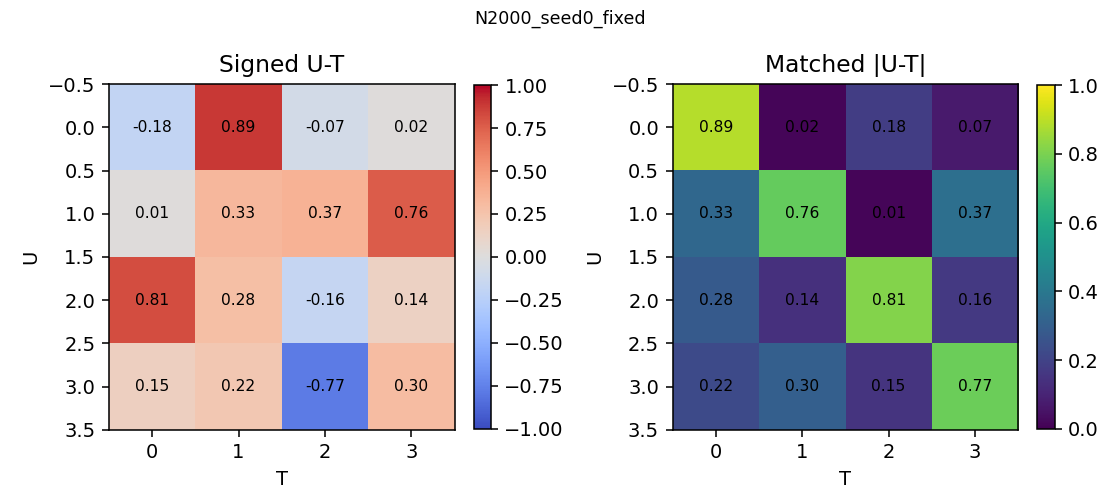 N2000_seed0_fixed
Signed U-T
−0.5
0.0
0.5
1.0
1.5
2.0
2.5
3.0
3.5
U
-0.18 0.89 -0.07 0.02
0.01 0.33 0.37 0.76
0.81 0.28 -0.16 0.14
0.15 0.22 -0.77 0.30
0 1 2 3
T
1.00
0.75
0.50
0.25
0.00
−0.25
−0.50
−0.75
−1.00
Matched |U-T|
−0.5
0.0
0.5
1.0
1.5
2.0
2.5
3.0
3.5
U
0.89 0.02 0.18 0.07
0.33 0.76 0.01 0.37
0.28 0.14 0.81 0.16
0.22 0.30 0.15 0.77
0 1 2 3
T
1.0
0.8
0.6
0.4
0.2
0.0